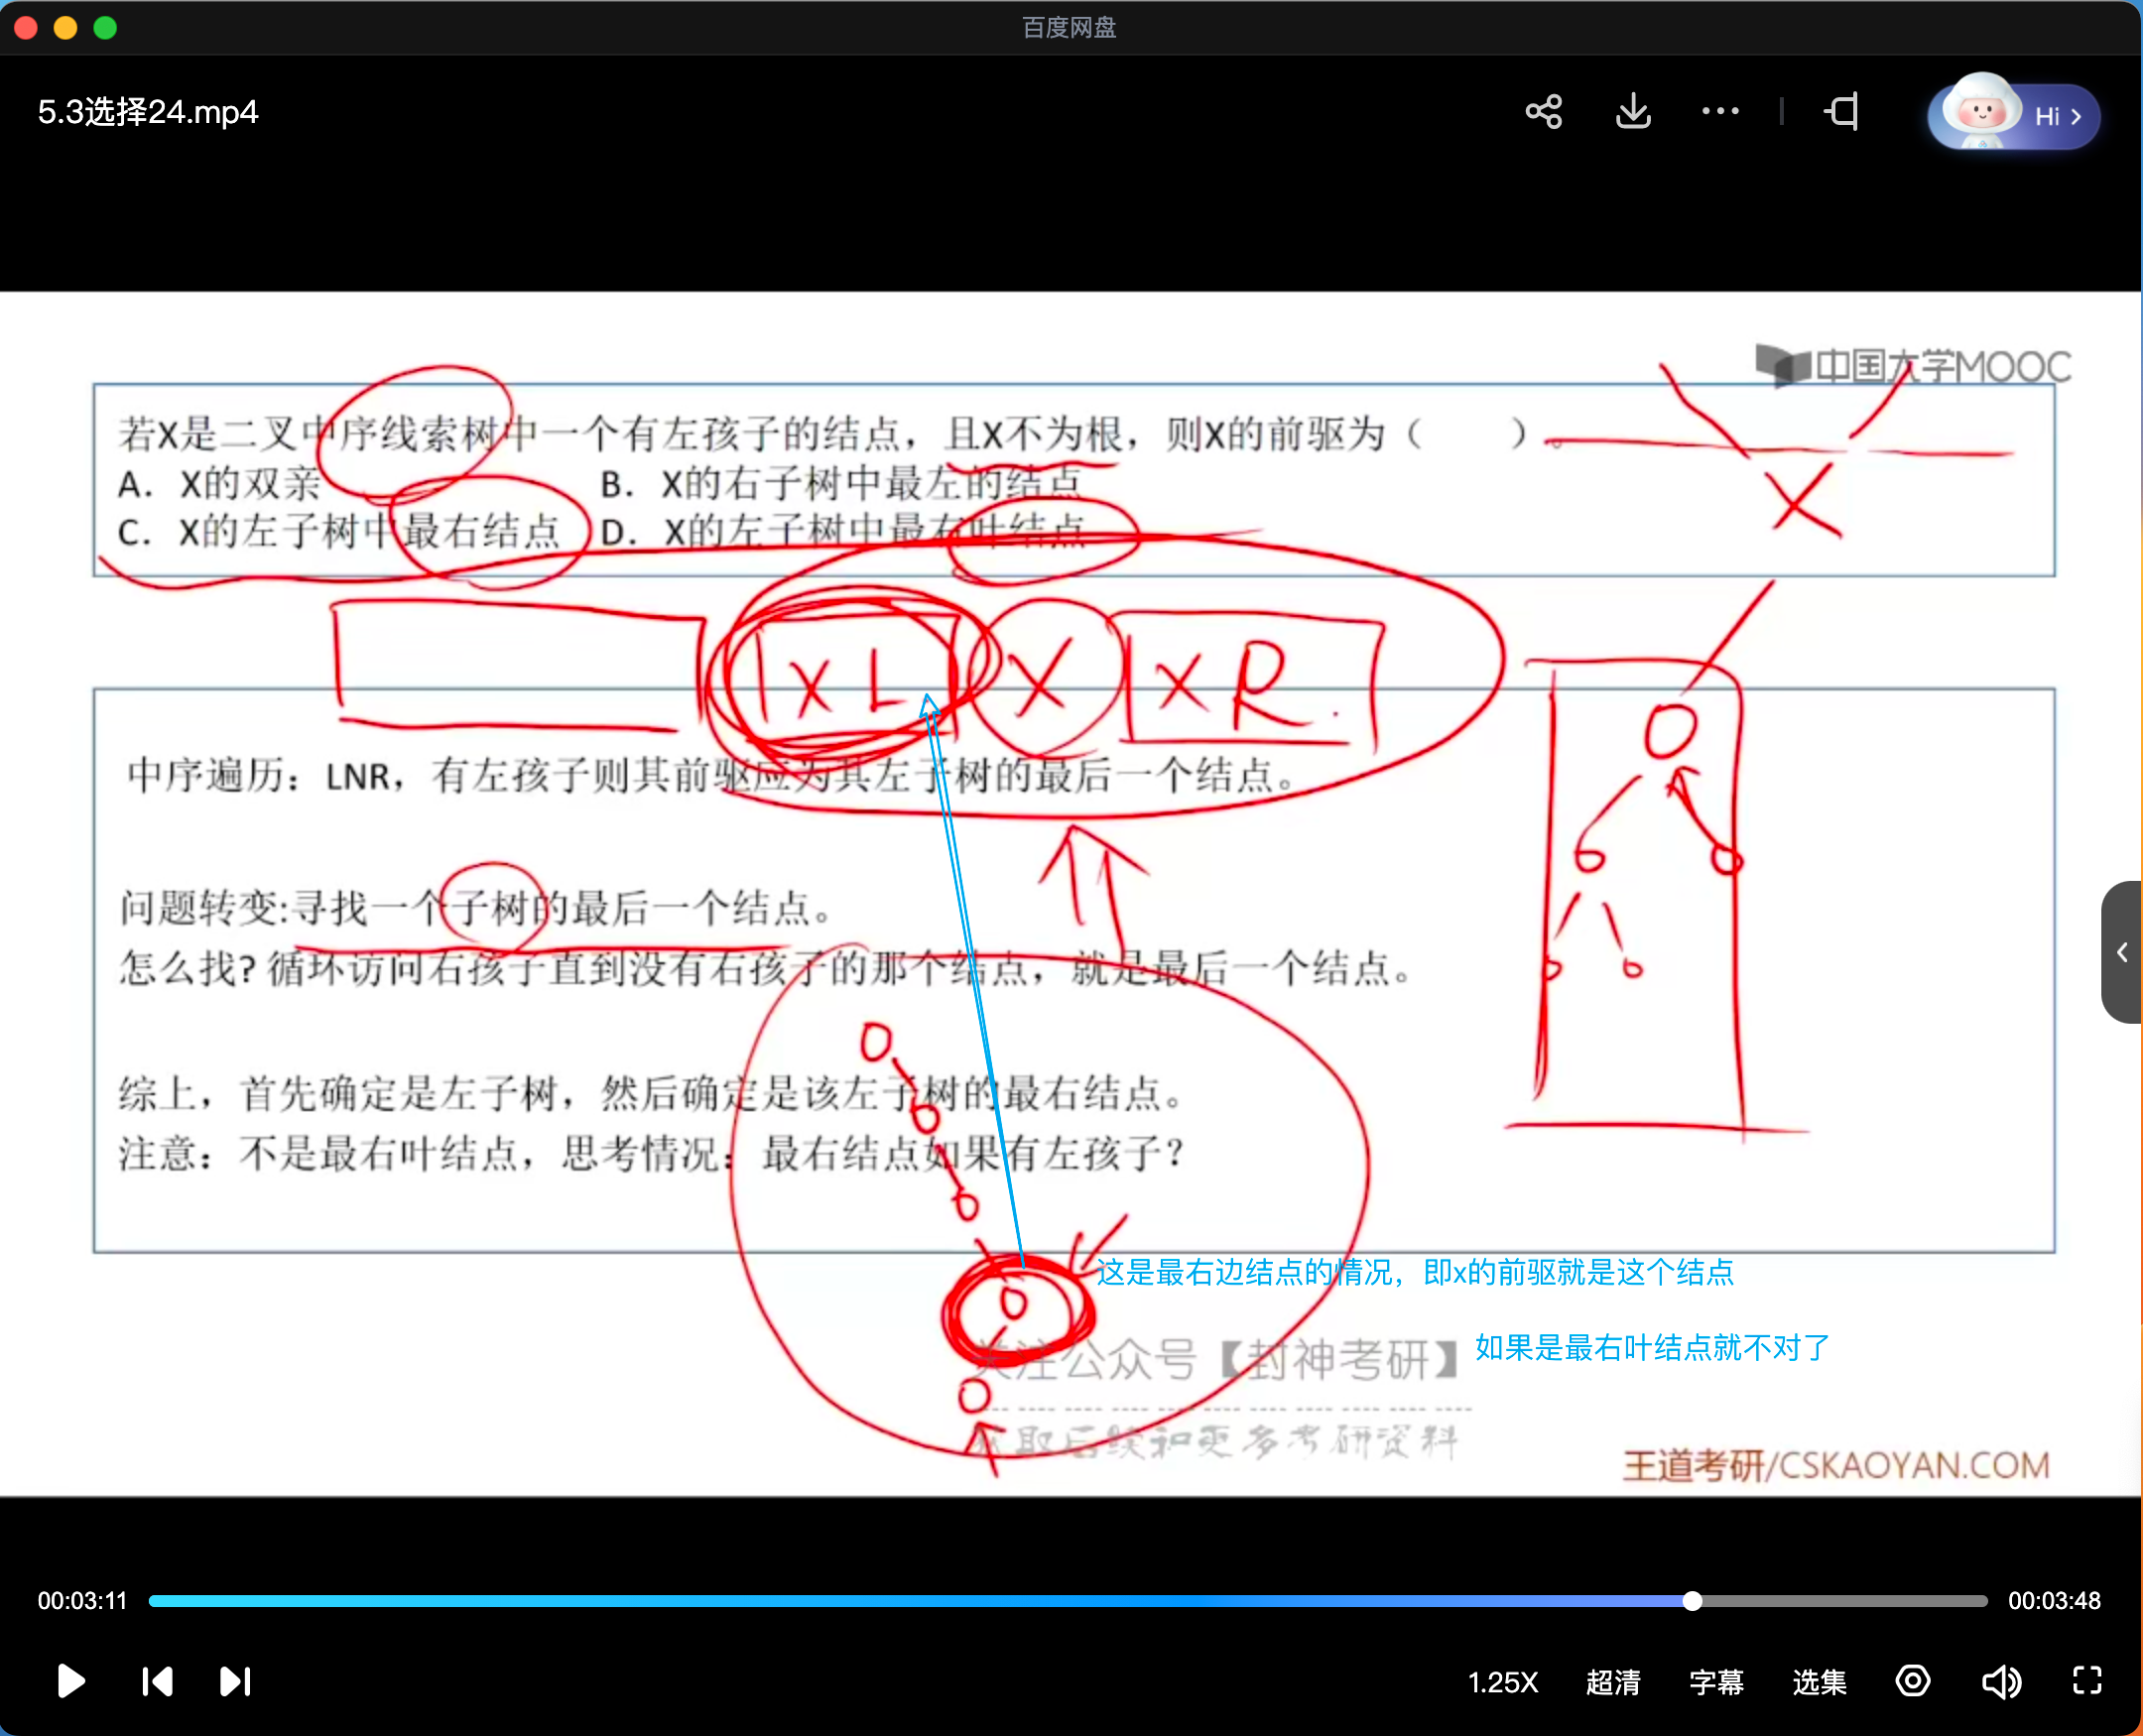 百度网盘
5.3选择24.mp4
Hi
中国大学MOOC
若X是二叉中序线索树中一个有左孩子的结点，且X不为根，则X的前驱为（ ）。
A．X的双亲 B．X的右子树中最左的结点
C．X的左子树中最右结点 D．X的左子树中最右叶结点
X
XL X XR
中序遍历：LNR，有左孩子则其前驱应为其左子树的最后一个结点。
问题转变:寻找一个子树的最后一个结点。
怎么找? 循环访问右孩子直到没有右孩子的那个结点，就是最后一个结点。
综上，首先确定是左子树，然后确定是该左子树的最右结点。
注意：不是最右叶结点，思考情况：最右结点如果有左孩子？
这是最右边结点的情况，即x的前驱就是这个结点
如果是最右叶结点就不对了
关注公众号【封神考研】
获取后续和更多考研资料
王道考研/CSKAOYAN.COM
00:03:11
00:03:48
1.25X 超清 字幕 选集